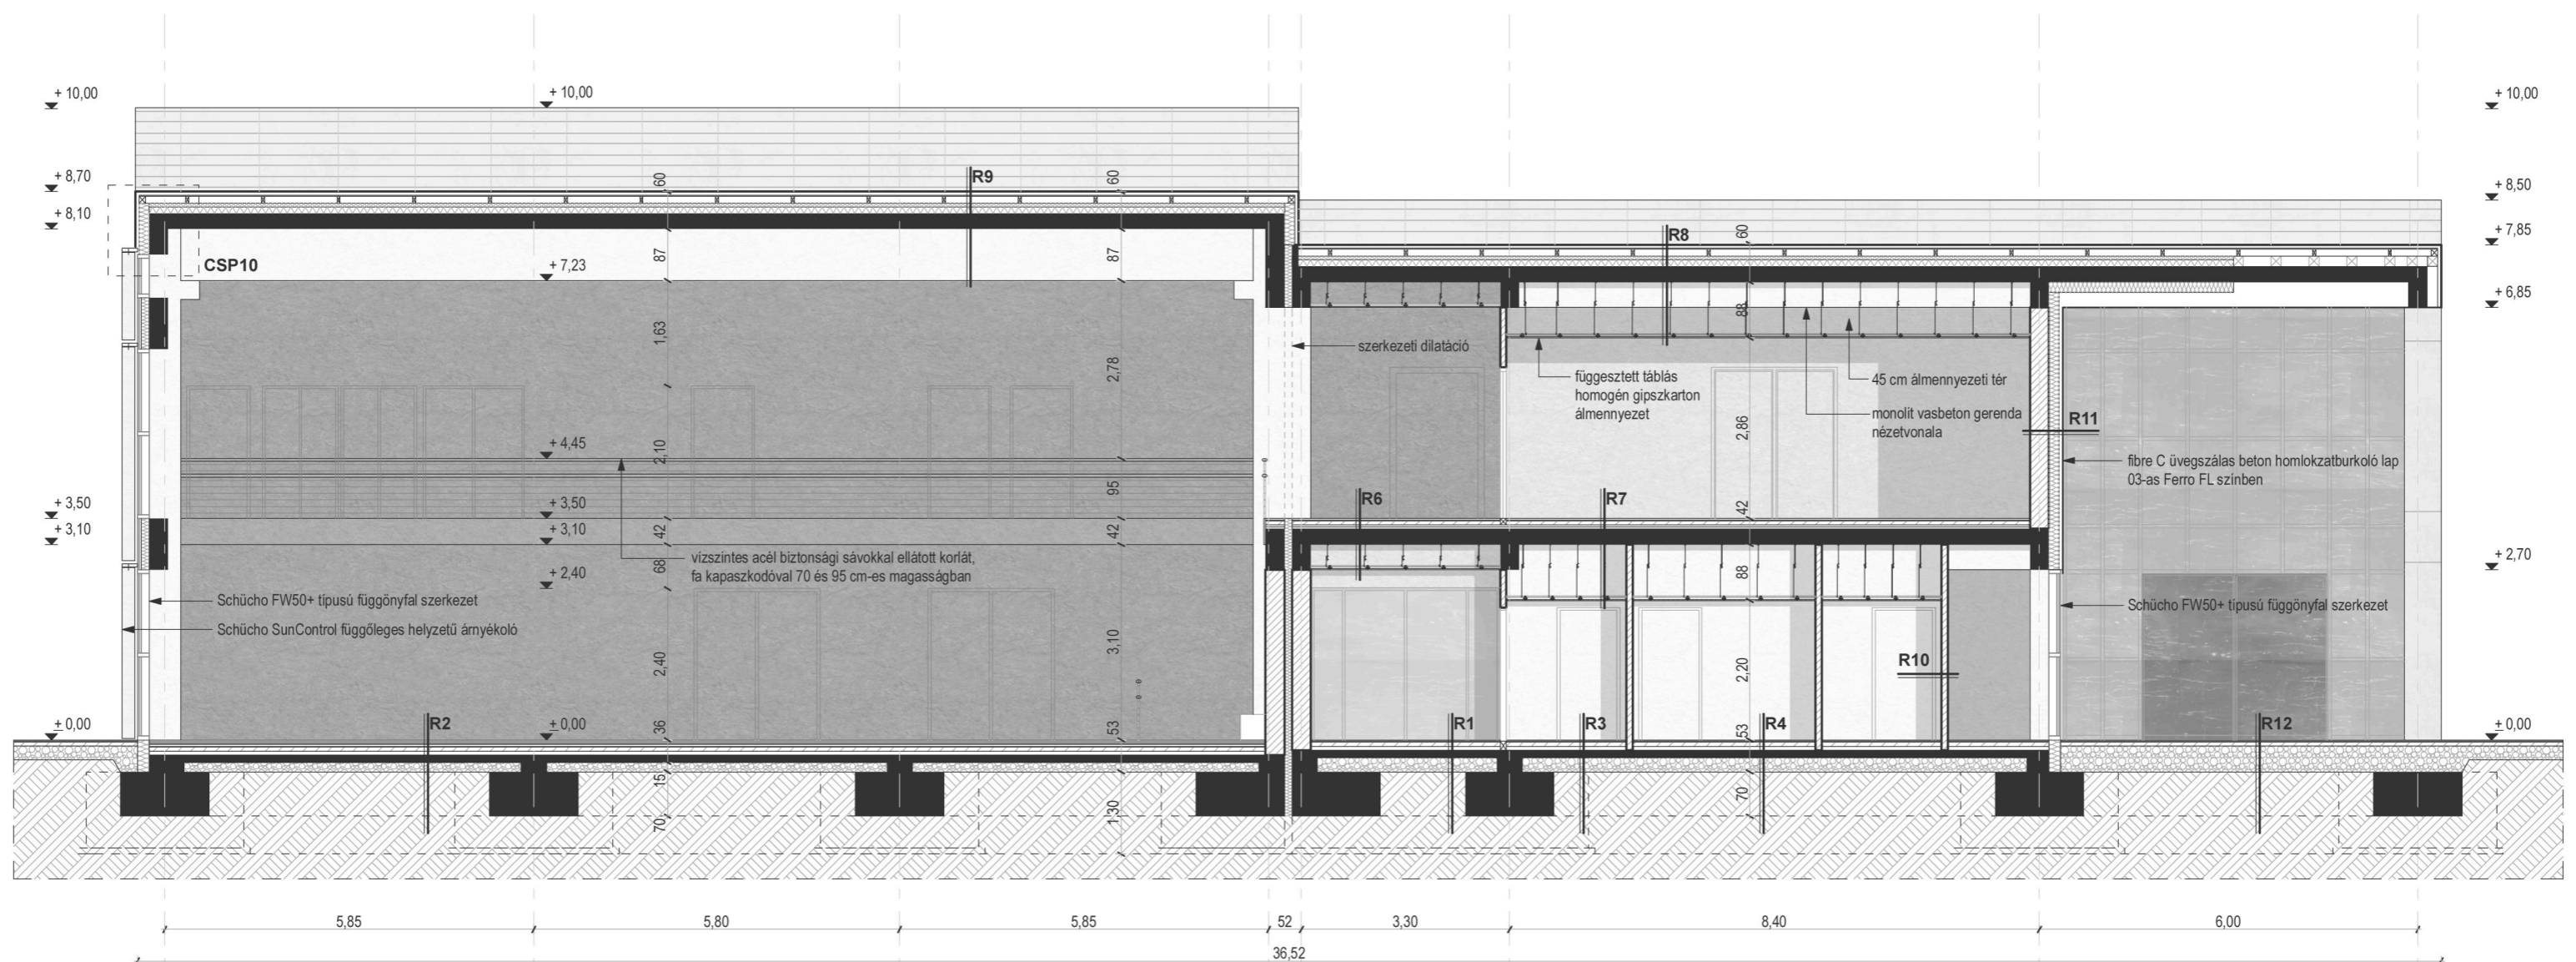 + 10,00
+ 10,00
+ 10,00
+ 8,70
+ 8,10
60
R9
60
+ 8,50
+ 7,85
+ 6,85
R8
60
87
87
CSP10
+ 7,23
88
1,63
2,78
szerkezeti dilatáció
függesztett táblás
homogén gipszkarton
álmennyezet
45 cm álmennyezeti tér
monolit vasbeton gerenda
nézetvonala
2,86
R11
fibre C üvegszálas beton homlokzatburkoló lap
03-as Ferro FL színben
+ 4,45
2,10
95
R6
R7
42
+ 3,50
+ 3,10
+ 3,50
+ 3,10
42
42
vízszintes acél biztonsági sávokkal ellátott korlát,
fa kapaszkodóval 70 és 95 cm-es magasságban
68
+ 2,40
88
+ 2,70
Schücho FW50+ típusú függönyfal szerkezet
Schücho SunControl függőleges helyzetű árnyékoló
Schücho FW50+ típusú függönyfal szerkezet
2,40
3,10
2,20
R10
± 0,00
R2
± 0,00
36
53
R1
R3
53
R4
R12
± 0,00
15
70
1,30
70
5,85
5,80
5,85
52
3,30
8,40
6,00
36,52